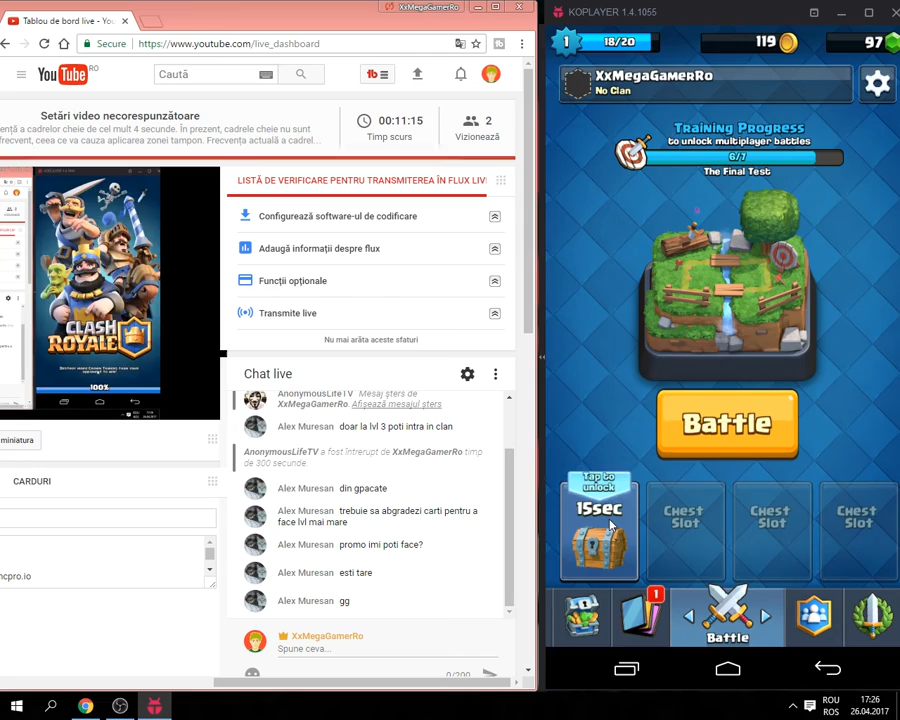 Tablou de bord live - You
XxMegaGamerRo
Secure
https://www.youtube.com/live_dashboard
YouTube RO
Caută
Setări video necorespunzătoare
ență a cadrelor cheie de cel mult 4 secunde. În prezent, cadrele cheie nu sunt
frecvent, ceea ce va cauza aplicarea zonei tampon. Frecvența actuală a cadrel...
00:11:15
Timp scurs
2
Vizionează
LISTĂ DE VERIFICARE PENTRU TRANSMITEREA ÎN FLUX LIV
Configurează software-ul de codificare
Adaugă informații despre flux
Funcții opționale
Transmite live
Nu mai arăta aceste sfaturi
CLASH
ROYALE
100%
miniatura
CARDURI
ncpro.io
Chat live
AnonymousLifeTV Mesaj șters de
XxMegaGamerRo. Afișează mesajul șters
Alex Muresan doar la lvl 3 poti intra in clan
AnonymousLifeTV a fost întrerupt de XxMegaGamerRo timp
de 300 secunde.
Alex Muresan din gpacate
Alex Muresan trebuie sa abgradezi carti pentru a
face lvl mai mare
Alex Muresan promo imi poti face?
Alex Muresan esti tare
Alex Muresan gg
XxMegaGamerRo
Spune ceva...
0/200
KOPLAYER 1.4.1055
1
18/20
119
97
XxMegaGamerRo
No Clan
Training Progress
to unlock multiplayer battles
6/7
The Final Test
Battle
Tap to
unlock
15sec
Chest
Slot
Chest
Slot
Chest
Slot
1
Battle
ROU
ROS
17:26
26.04.2017